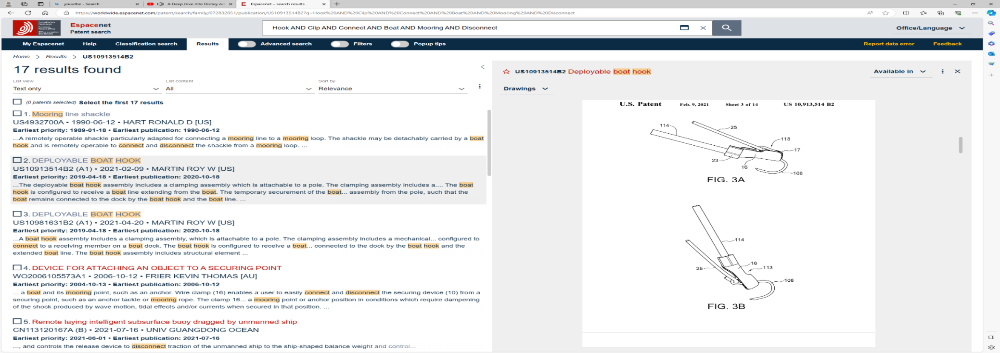 youutbe - Search
A Deep Dive Into Disney Ad
Espacenet – search results
https://worldwide.espacenet.com/patent/search/family/072832851/publication/US10913514B2?q=Hook%20AND%20Clip%20AND%20Connect%20AND%20Boat%20AND%20Mooring%20AND%20Disconnect
Europäisches Patentamt
European Patent Office
Office européen des brevets
Espacenet
Patent search
Hook AND Clip AND Connect AND Boat AND Mooring AND Disconnect
Office/Language
My Espacenet Help Classification search Results Advanced search Filters Popup tips Report data error Feedback
Home > Results > US10913514B2
17 results found
List view List content Sort by
Text only All Relevance
(0 patents selected) Select the first 17 results
1. Mooring line shackle
US4932700A • 1990-06-12 • HART RONALD D [US]
Earliest priority: 1989-01-18 • Earliest publication: 1990-06-12
...A remotely operable shackle particularly adapted for connecting a mooring line to a mooring loop. The shackle may be detachably carried by a boat
hook and is remotely operable to connect and disconnect the shackle from a mooring loop. ...
2. DEPLOYABLE BOAT HOOK
US10913514B2 (A1) • 2021-02-09 • MARTIN ROY W [US]
Earliest priority: 2019-04-18 • Earliest publication: 2020-10-18
...The deployable boat hook assembly includes a clamping assembly which is attachable to a pole. The clamping assembly includes a.... The boat
hook is configured to receive a boat line extending from the boat. The temporary securement of the boat... assembly from the pole, such that the
boat remains connected to the dock by the boat hook and the boat line. ...
3. DEPLOYABLE BOAT HOOK
US10981631B2 (A1) • 2021-04-20 • MARTIN ROY W [US]
Earliest priority: 2019-04-18 • Earliest publication: 2020-10-18
...A boat hook assembly includes a clamping assembly, which is attachable to a pole. The clamping assembly includes a mechanical... configured to
connect to a receiving member on a boat dock. The boat hook is configured to receive a boat... connected to the dock by the boat hook and the
extended boat line. The boat hook assembly includes structural element ...
4. DEVICE FOR ATTACHING AN OBJECT TO A SECURING POINT
WO2006105573A1 • 2006-10-12 • FRIER KEVIN THOMAS [AU]
Earliest priority: 2004-10-13 • Earliest publication: 2006-10-12
... a boat and its mooring point, such as an anchor. Wire clamp (16) enables a user to easily connect and disconnect the securing device (10) from a
securing point, such as an anchor tackle or mooring rope. The clamp 16... a mooring point or anchor position in conditions which require dampening
of the shock produced by wave motion, tidal effects and/or currents when secured in that position. ...
5. Remote laying intelligent subsurface buoy dragged by unmanned ship
CN113120167A (B) • 2021-07-16 • UNIV GUANGDONG OCEAN
Earliest priority: 2021-06-01 • Earliest publication: 2021-07-16
..., and controls the release device to disconnect traction of the unmanned ship to the ship-shaped balance weight and control...
US10913514B2 Deployable boat hook
Available in
Drawings
U.S. Patent Feb. 9, 2021 Sheet 3 of 14 US 10,913,514 B2
114
25
113
17
23
16
108
FIG. 3A
114
25
16
113
108
FIG. 3B